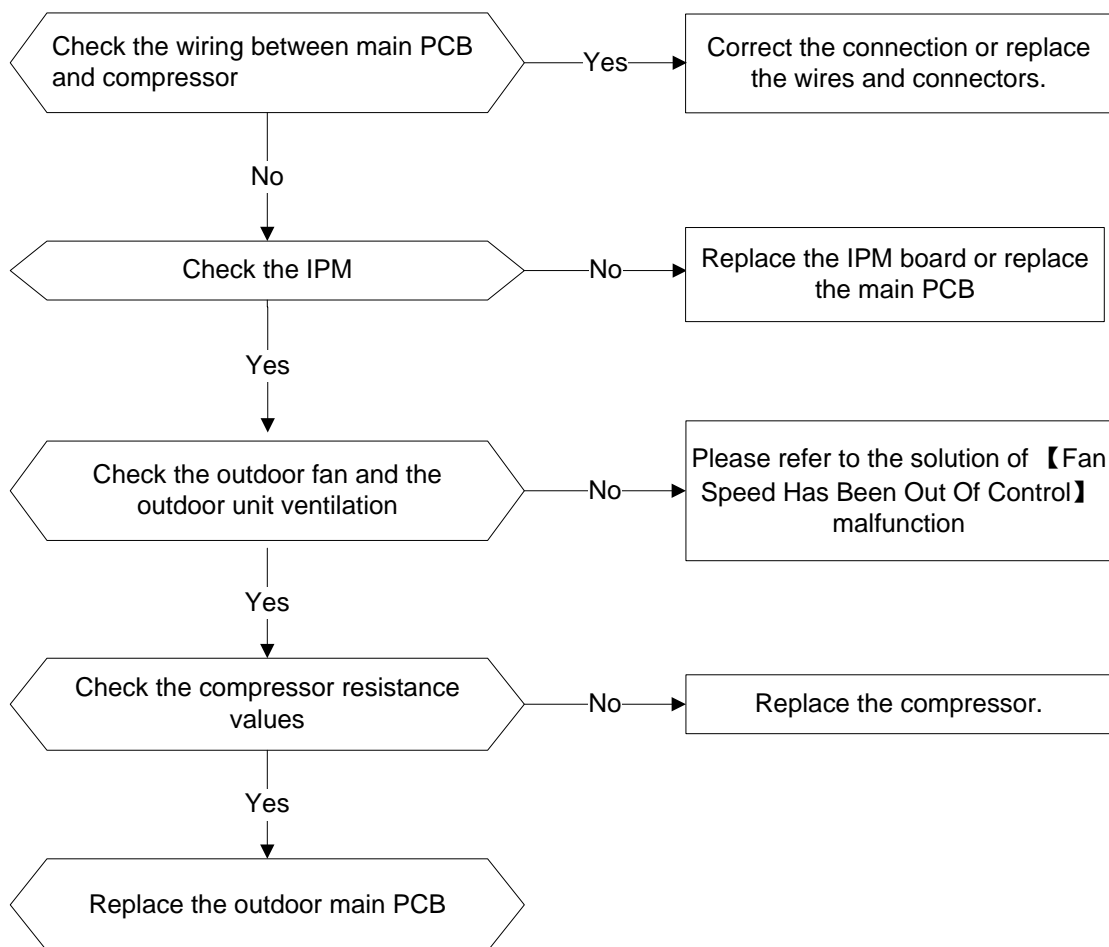 Check the wiring between main PCB
and compressor
Yes
Correct the connection or replace
the wires and connectors.
No
Check the IPM
No
Replace the IPM board or replace
the main PCB
Yes
Check the outdoor fan and the
outdoor unit ventilation
No
Please refer to the solution of 【Fan
Speed Has Been Out Of Control】
malfunction
Yes
Check the compressor resistance
values
No
Replace the compressor.
Yes
Replace the outdoor main PCB